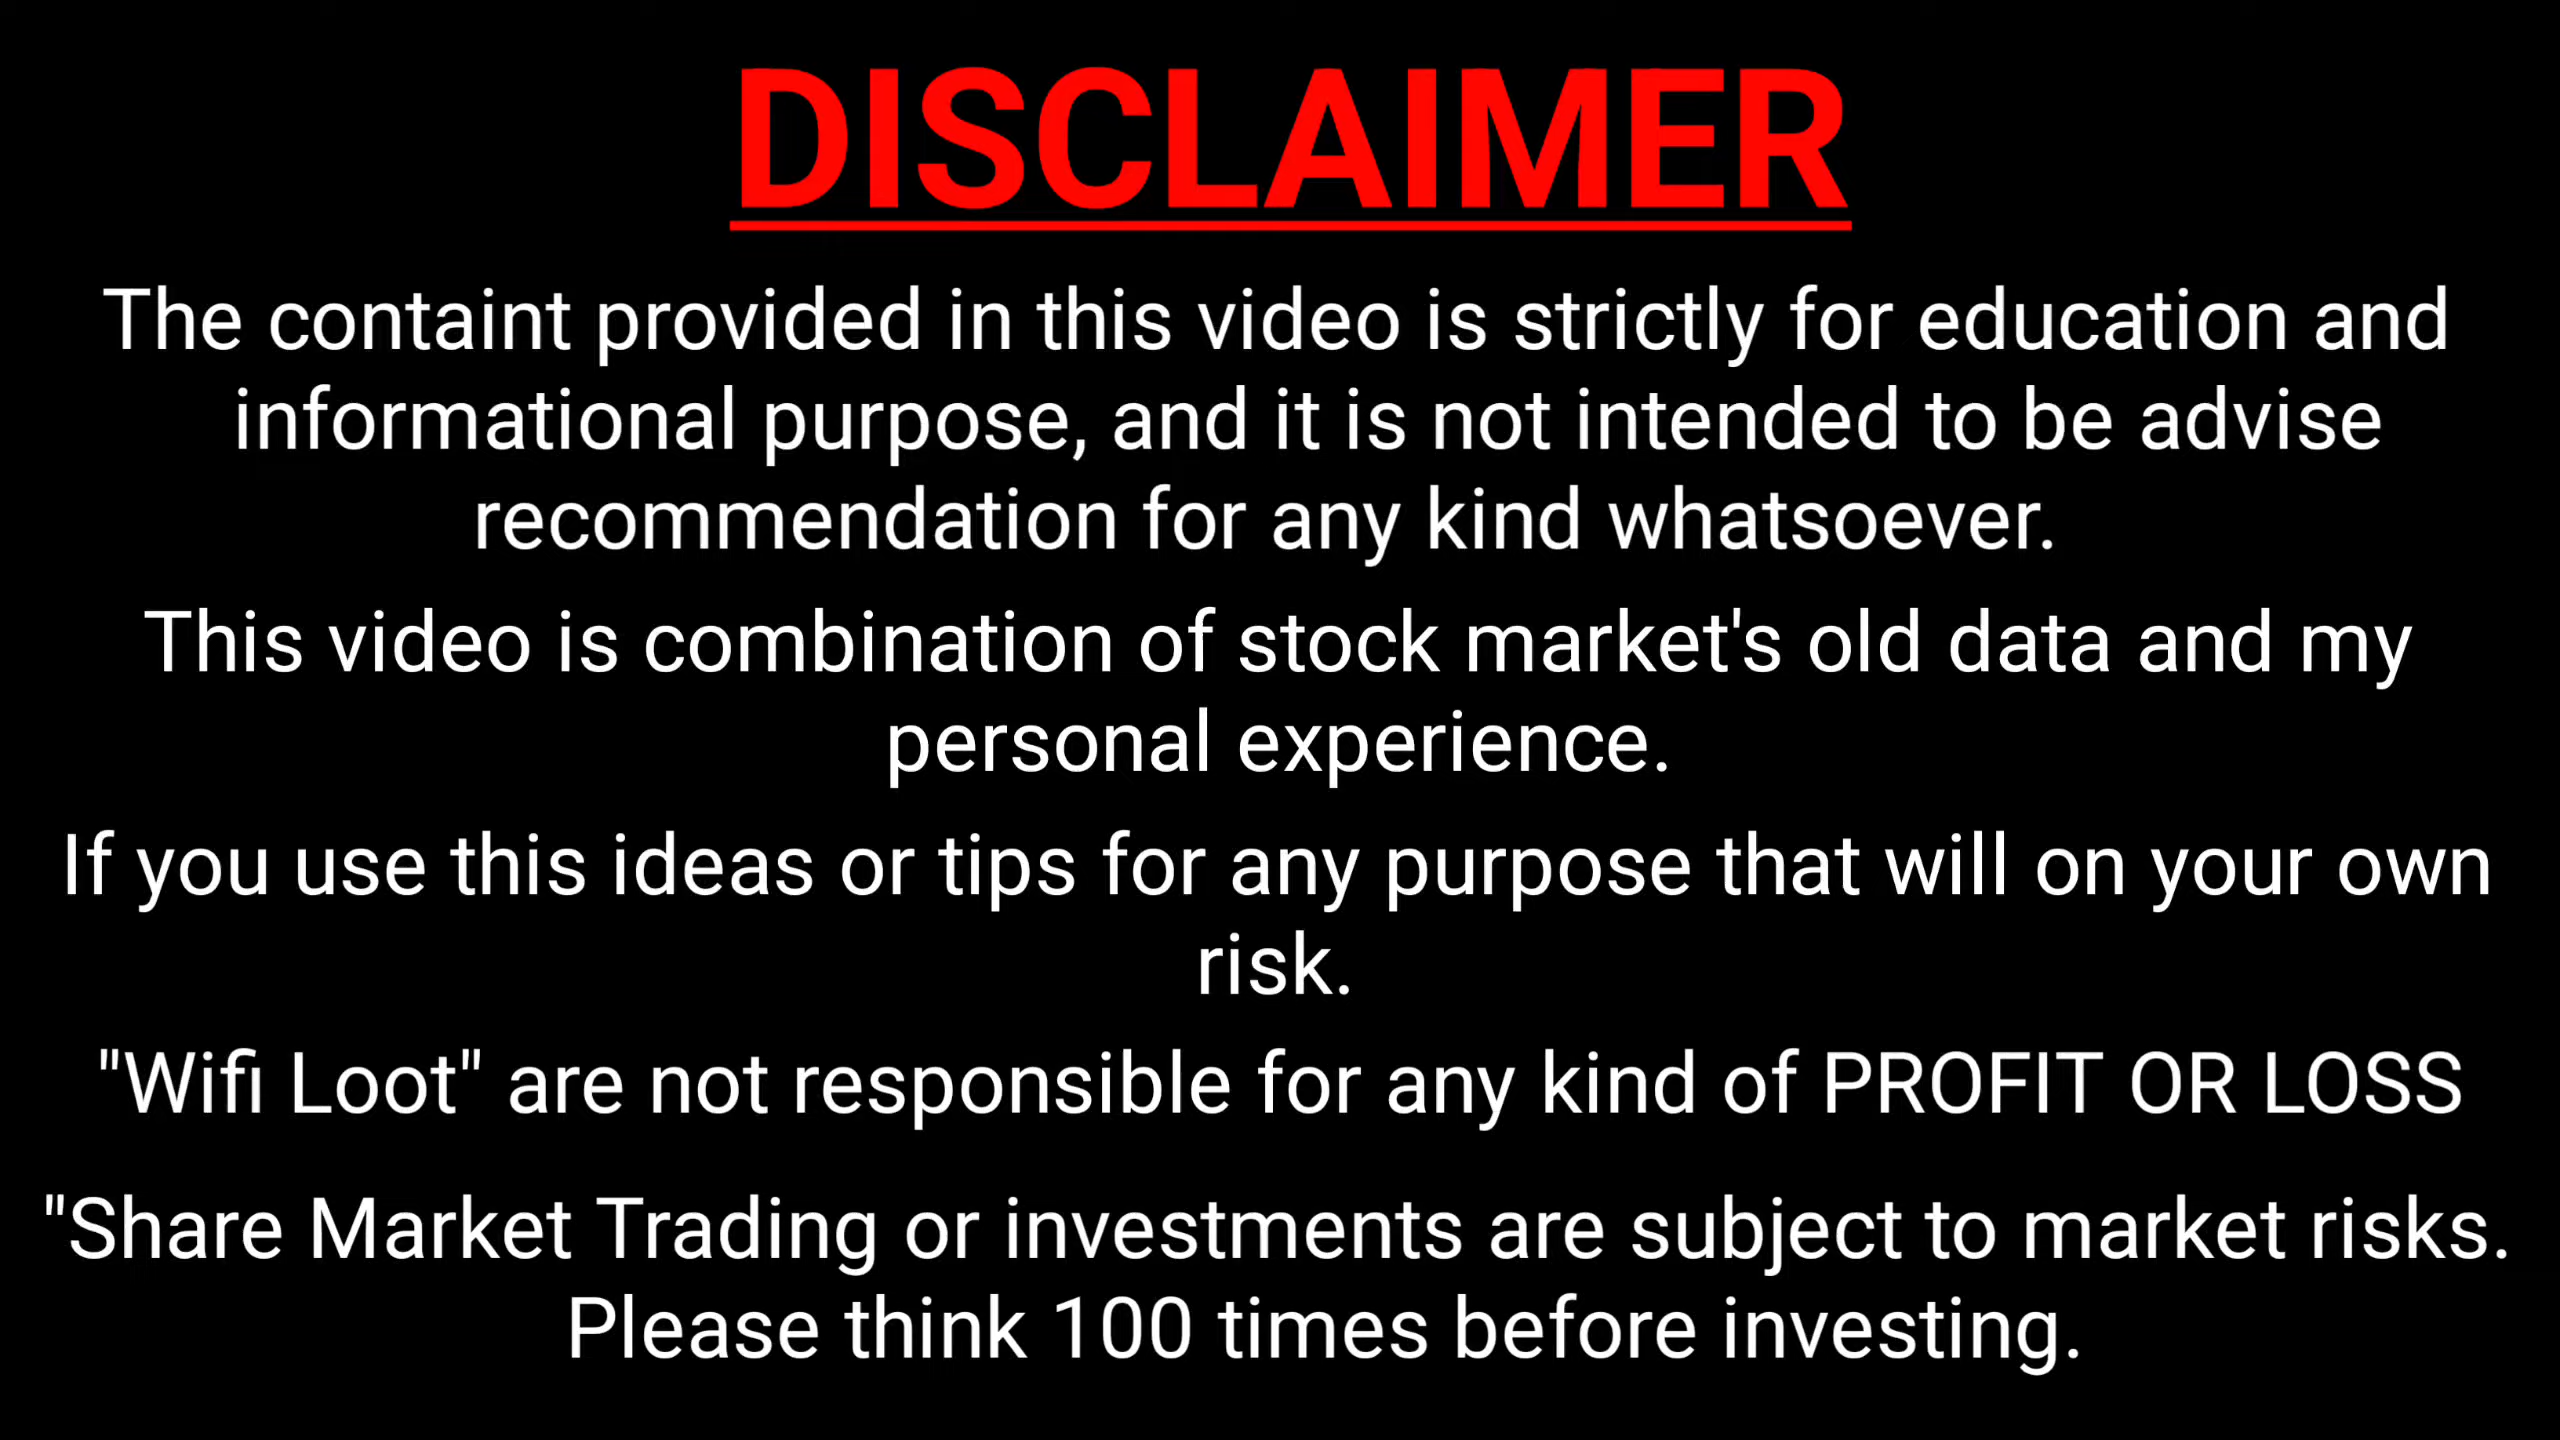 DISCLAIMER
The containt provided in this video is strictly for education and
informational purpose, and it is not intended to be advise
recommendation for any kind whatsoever.
This video is combination of stock market's old data and my
personal experience.
If you use this ideas or tips for any purpose that will on your own
risk.
"Wifi Loot" are not responsible for any kind of PROFIT OR LOSS
"Share Market Trading or investments are subject to market risks.
Please think 100 times before investing.